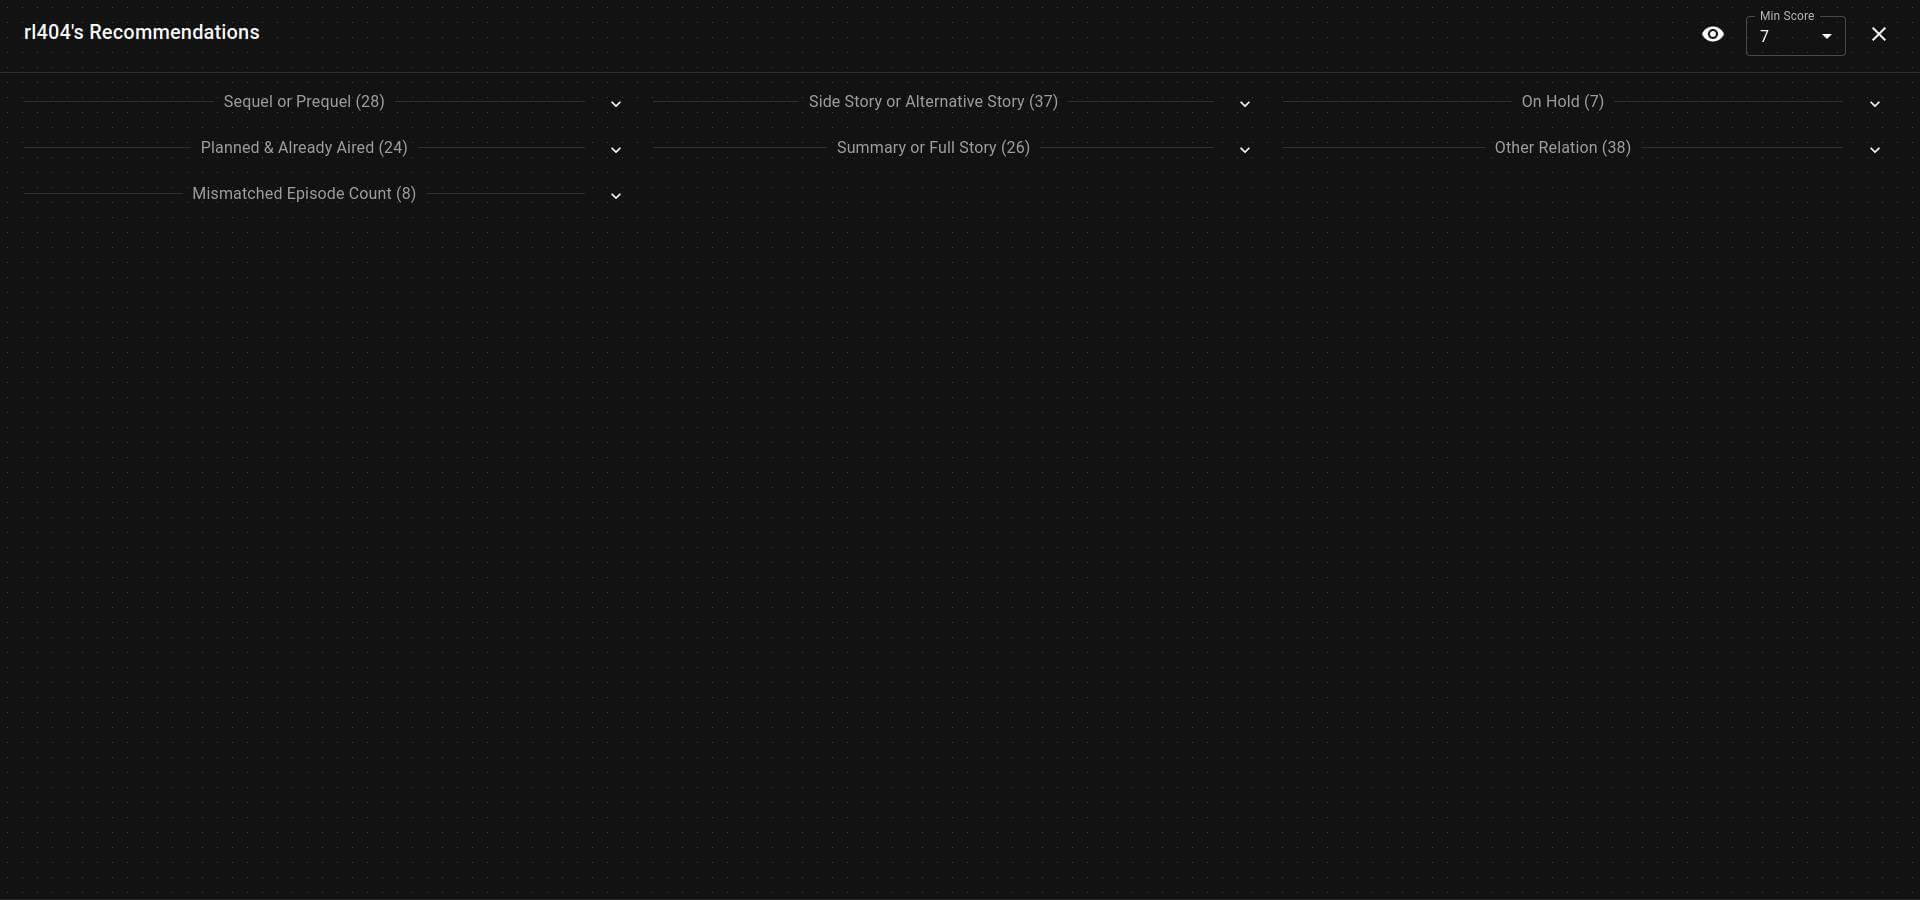 rl404's Recommendations
Min Score
7
Sequel or Prequel (28)
Side Story or Alternative Story (37)
On Hold (7)
Planned & Already Aired (24)
Summary or Full Story (26)
Other Relation (38)
Mismatched Episode Count (8)